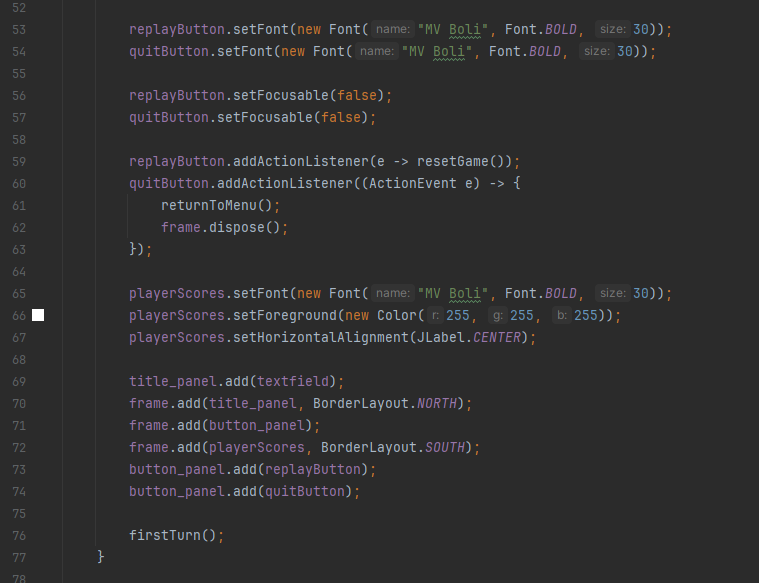 52
53 replayButton.setFont(new Font( name: "MV Boli", Font.BOLD, size: 30));
54 quitButton.setFont(new Font( name: "MV Boli", Font.BOLD, size: 30));
55
56 replayButton.setFocusable(false);
57 quitButton.setFocusable(false);
58
59 replayButton.addActionListener(e -> resetGame());
60 quitButton.addActionListener((ActionEvent e) -> {
61 returnToMenu();
62 frame.dispose();
63 });
64
65 playerScores.setFont(new Font( name: "MV Boli", Font.BOLD, size: 30));
66 playerScores.setForeground(new Color( r: 255, g: 255, b: 255));
67 playerScores.setHorizontalAlignment(JLabel.CENTER);
68
69 title_panel.add(textfield);
70 frame.add(title_panel, BorderLayout.NORTH);
71 frame.add(button_panel);
72 frame.add(playerScores, BorderLayout.SOUTH);
73 button_panel.add(replayButton);
74 button_panel.add(quitButton);
75
76 firstTurn();
77 }
78